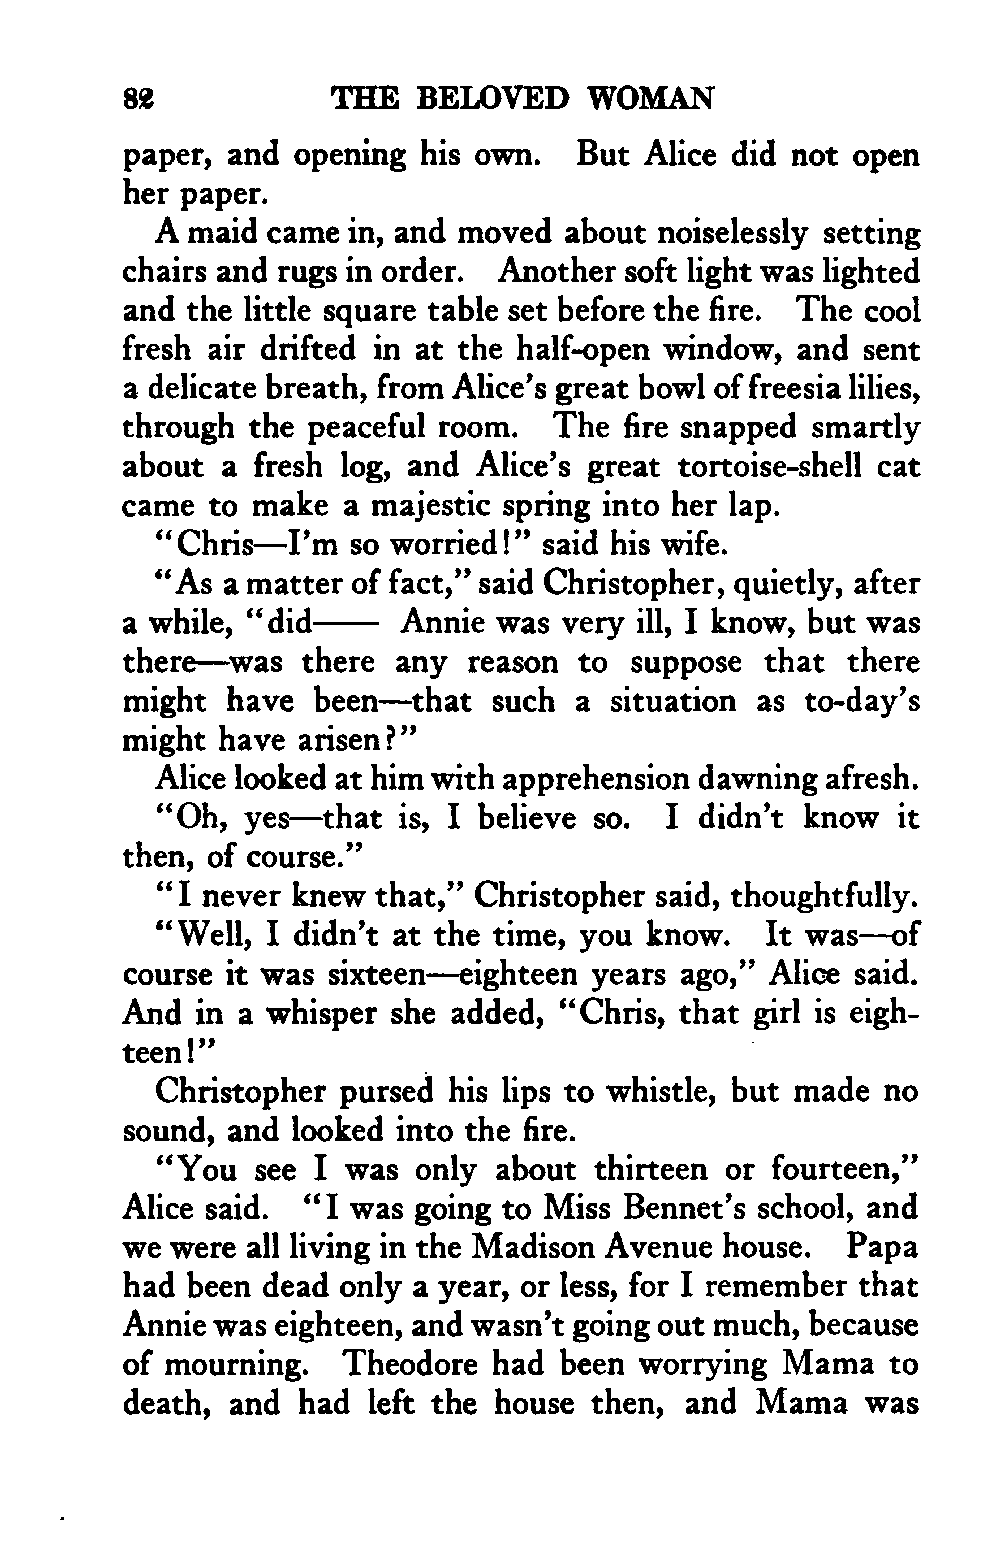 82 THE BELOVED WOMAN
paper, and opening his own. But Alice did not open
her paper.
A maid came in, and moved about noiselessly setting
chairs and rugs in order. Another soft light was lighted
and the little square table set before the fire. The cool
fresh air drifted in at the half-open window, and sent
a delicate breath, from Alice's great bowl of freesia lilies,
through the peaceful room. The fire snapped smartly
about a fresh log, and Alice's great tortoise-shell cat
came to make a majestic spring into her lap.
"Chris—I'm so worried!" said his wife.
"As a matter of fact," said Christopher, quietly, after
a while, "did—— Annie was very ill, I know, but was
there—was there any reason to suppose that there
might have been—that such a situation as to-day's
might have arisen?"
Alice looked at him with apprehension dawning afresh.
"Oh, yes—that is, I believe so. I didn't know it
then, of course."
"I never knew that," Christopher said, thoughtfully.
"Well, I didn't at the time, you know. It was—of
course it was sixteen—eighteen years ago," Alice said.
And in a whisper she added, "Chris, that girl is eigh-
teen!"
Christopher pursed his lips to whistle, but made no
sound, and looked into the fire.
"You see I was only about thirteen or fourteen,"
Alice said. "I was going to Miss Bennet's school, and
we were all living in the Madison Avenue house. Papa
had been dead only a year, or less, for I remember that
Annie was eighteen, and wasn't going out much, because
of mourning. Theodore had been worrying Mama to
death, and had left the house then, and Mama was